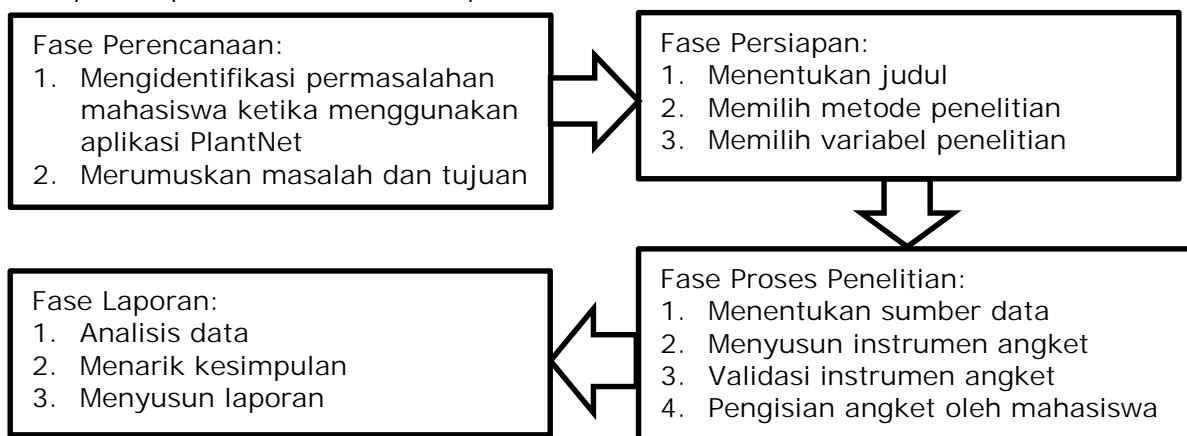 Fase Perencanaan:
1. Mengidentifikasi permasalahan
mahasiswa ketika menggunakan
aplikasi PlantNet
2. Merumuskan masalah dan tujuan
Fase Persiapan:
1. Menentukan judul
2. Memilih metode penelitian
3. Memilih variabel penelitian
Fase Proses Penelitian:
1. Menentukan sumber data
2. Menyusun instrumen angket
3. Validasi instrumen angket
4. Pengisian angket oleh mahasiswa
Fase Laporan:
1. Analisis data
2. Menarik kesimpulan
3. Menyusun laporan